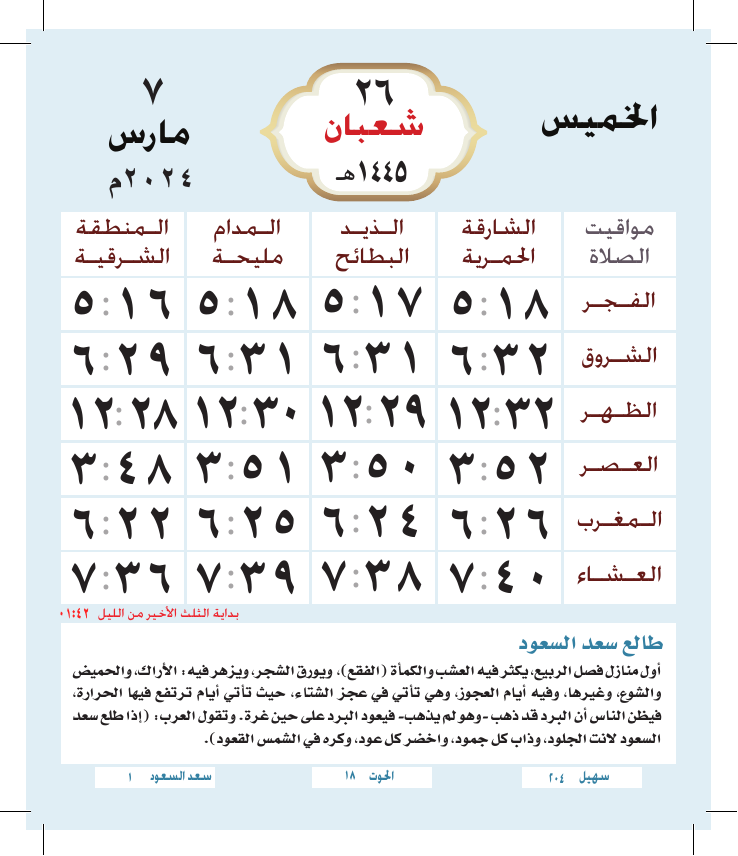 الخميس
٢٦
شعبان
١٤٤٥هـ
٧
مارس
٢٠٢٤م
مواقيت الصلاة
الشارقة الحمرية
الذيد البطائح
المدام مليحة
المنطقة الشرقية
الفجر ٥:١٨ ٥:١٧ ٥:١٨ ٥:١٦
الشروق ٦:٣٢ ٦:٣١ ٦:٣١ ٦:٢٩
الظهر ١٢:٣٢ ١٢:٢٩ ١٢:٣٠ ١٢:٢٨
العصر ٣:٥٢ ٣:٥٠ ٣:٥١ ٣:٤٨
المغرب ٦:٢٦ ٦:٢٤ ٦:٢٥ ٦:٢٢
العشاء ٧:٤٠ ٧:٣٨ ٧:٣٩ ٧:٣٦
بداية الثلث الأخير من الليل ٠١:٤٢
طالع سعد السعود
أول منازل فصل الربيع، يكثر فيه العشب والكمأة (الفقع)، ويورق الشجر، ويزهر فيه: الأراك، والحميض
والشوع، وغيرها، وفيه أيام العجوز، وهي تأتي في عجز الشتاء، حيث تأتي أيام ترتفع فيها الحرارة،
فيظن الناس أن البرد قد ذهب -وهو لم يذهب- فيعود البرد على حين غرة. وتقول العرب: (إذا طلع سعد
السعود لانت الجلود، وذاب كل جمود، واخضر كل عود، وكره في الشمس القعود).
سهيل ٢٠٤
الحوت ١٨
سعد السعود ١